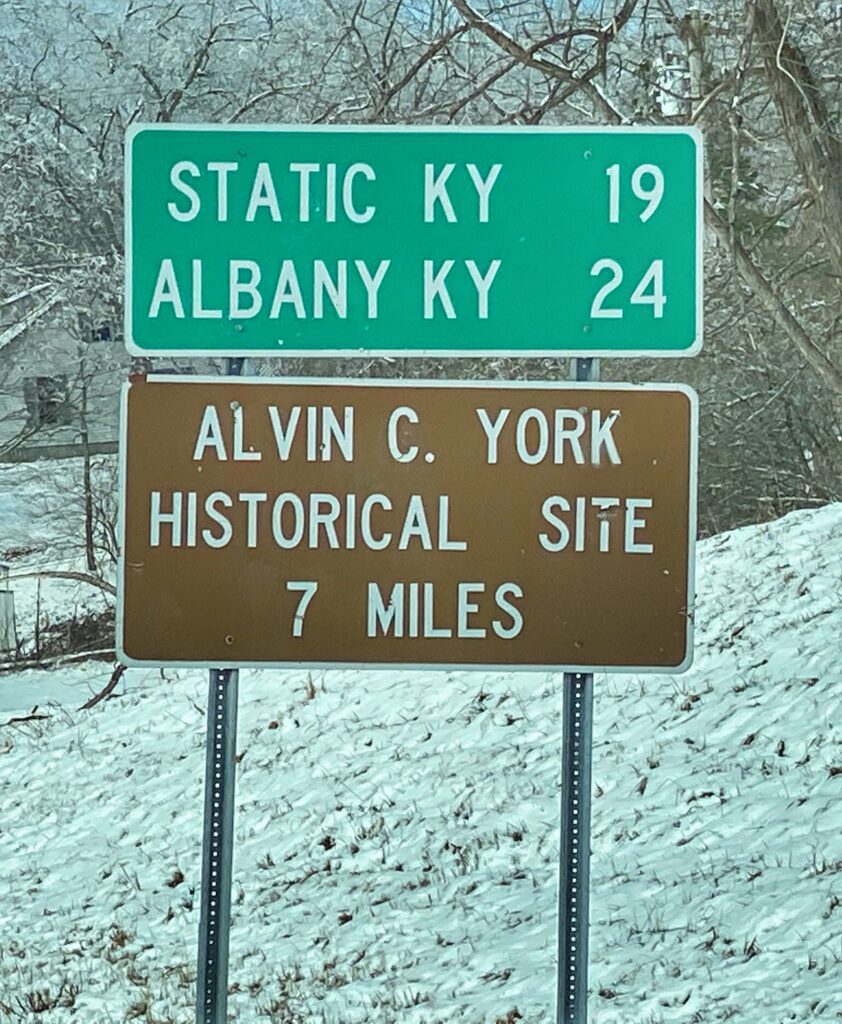 STATIC KY 19
ALBANY KY 24
ALVIN C. YORK
HISTORICAL SITE
7 MILES